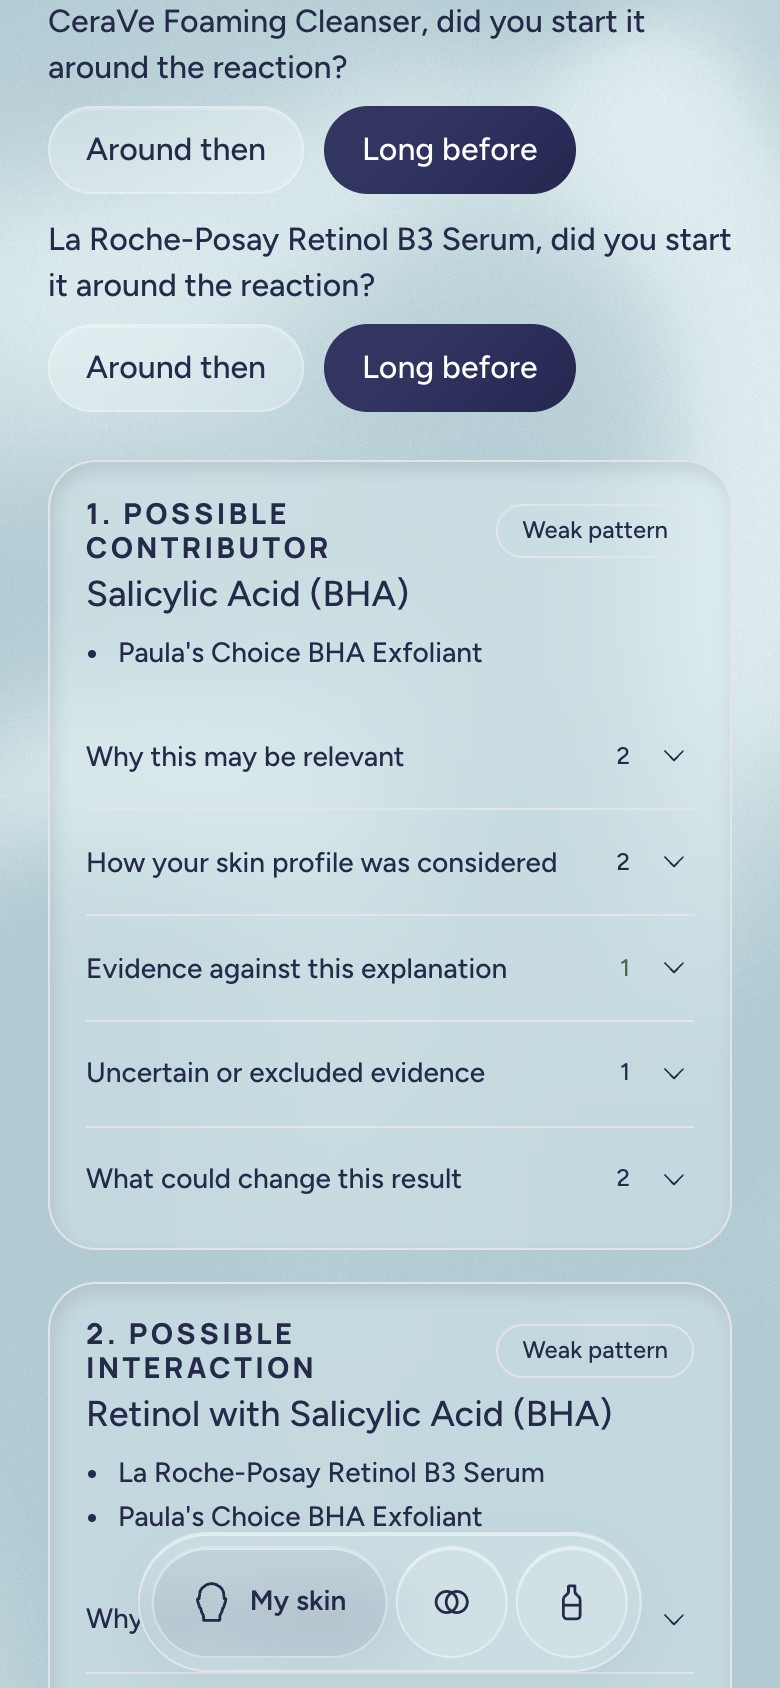 CeraVe Foaming Cleanser, did you start it
around the reaction?
Around then
Long before
La Roche-Posay Retinol B3 Serum, did you start
it around the reaction?
Around then
Long before
1. POSSIBLE
CONTRIBUTOR
Weak pattern
Salicylic Acid (BHA)
• Paula's Choice BHA Exfoliant
Why this may be relevant 2
How your skin profile was considered 2
Evidence against this explanation 1
Uncertain or excluded evidence 1
What could change this result 2
2. POSSIBLE
INTERACTION
Weak pattern
Retinol with Salicylic Acid (BHA)
• La Roche-Posay Retinol B3 Serum
• Paula's Choice BHA Exfoliant
Why
My skin